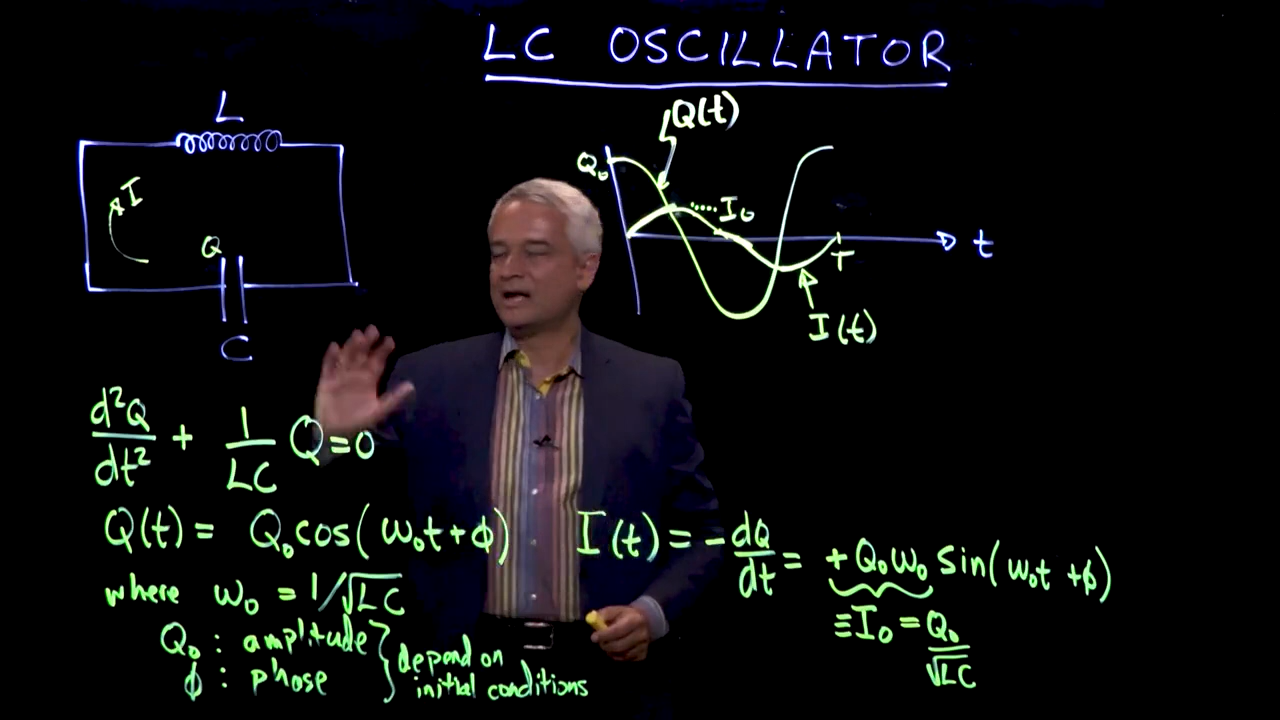 LC OSCILLATOR
L
I
Q
C
Q(t)
Q₀
I₀
t
T
I(t)
d²Q/dt² + 1/LC Q=0
Q(t) = Q₀cos(ω₀t+ϕ)
I(t) = -dQ/dt = +Q₀ω₀ sin(ω₀t +ϕ)
≡I₀ = Q₀/√LC
where ω₀ = 1/√LC
Q₀ : amplitude
ϕ : phase
depend on
initial conditions